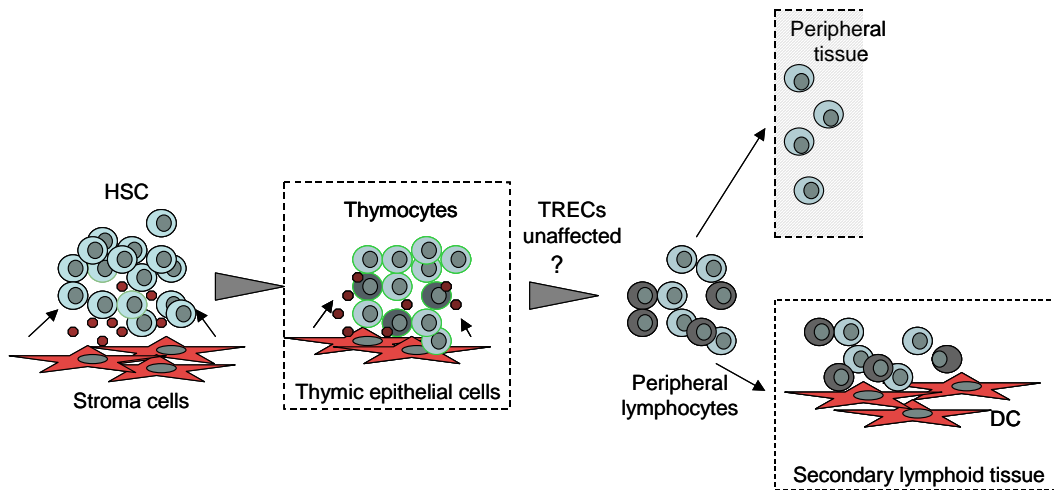 HSC
Stroma cells
Thymocytes
Thymic epithelial cells
TRECs
unaffected
?
Peripheral
lymphocytes
Peripheral
tissue
DC
Secondary lymphoid tissue